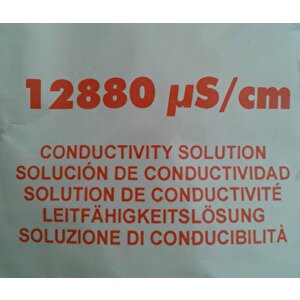 12880 µS/cm
CONDUCTIVITY SOLUTION
SOLUCIÓN DE CONDUCTIVIDAD
SOLUTION DE CONDUCTIVITÉ
LEITFÄHIGKEITSLÖSUNG
SOLUZIONE DI CONDUCIBILITÀ